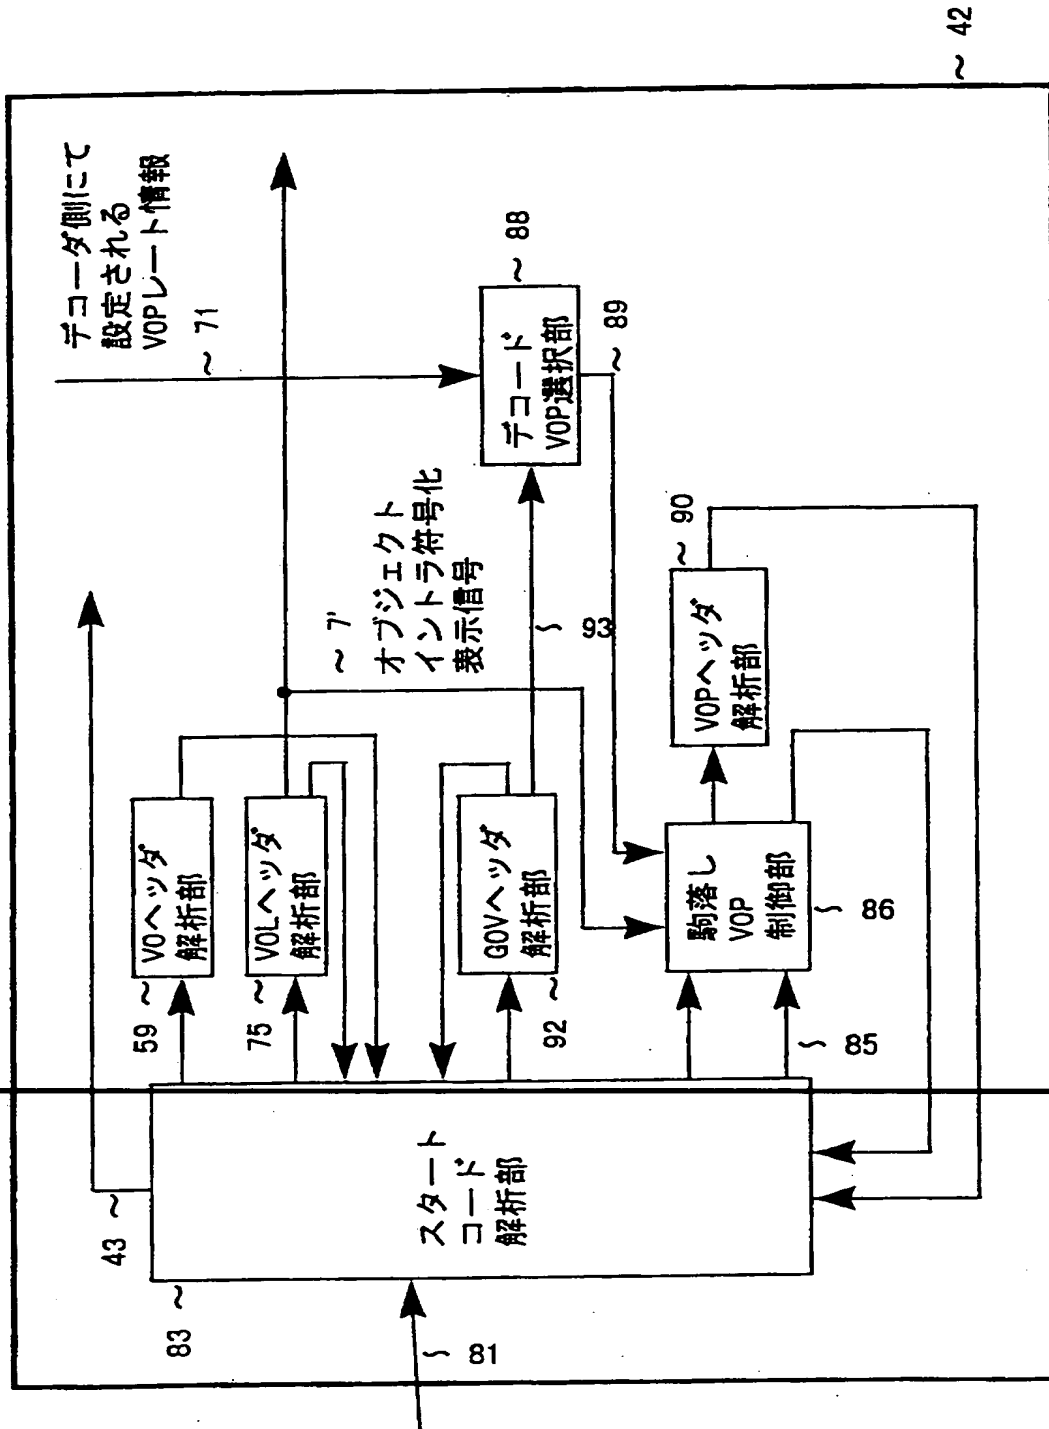 42
デコーダ側にて
設定される
VOPレート情報
71
88
デコード
VOP選択部
89
7'
オブジェクト
イントラ符号化
表示信号
93
90
VOPヘッダ
解析部
VOヘッダ
解析部
59
VOLヘッダ
解析部
75
GOVヘッダ
解析部
92
駒落し
VOP
制御部
86
85
43
スタート
コード
解析部
83
81